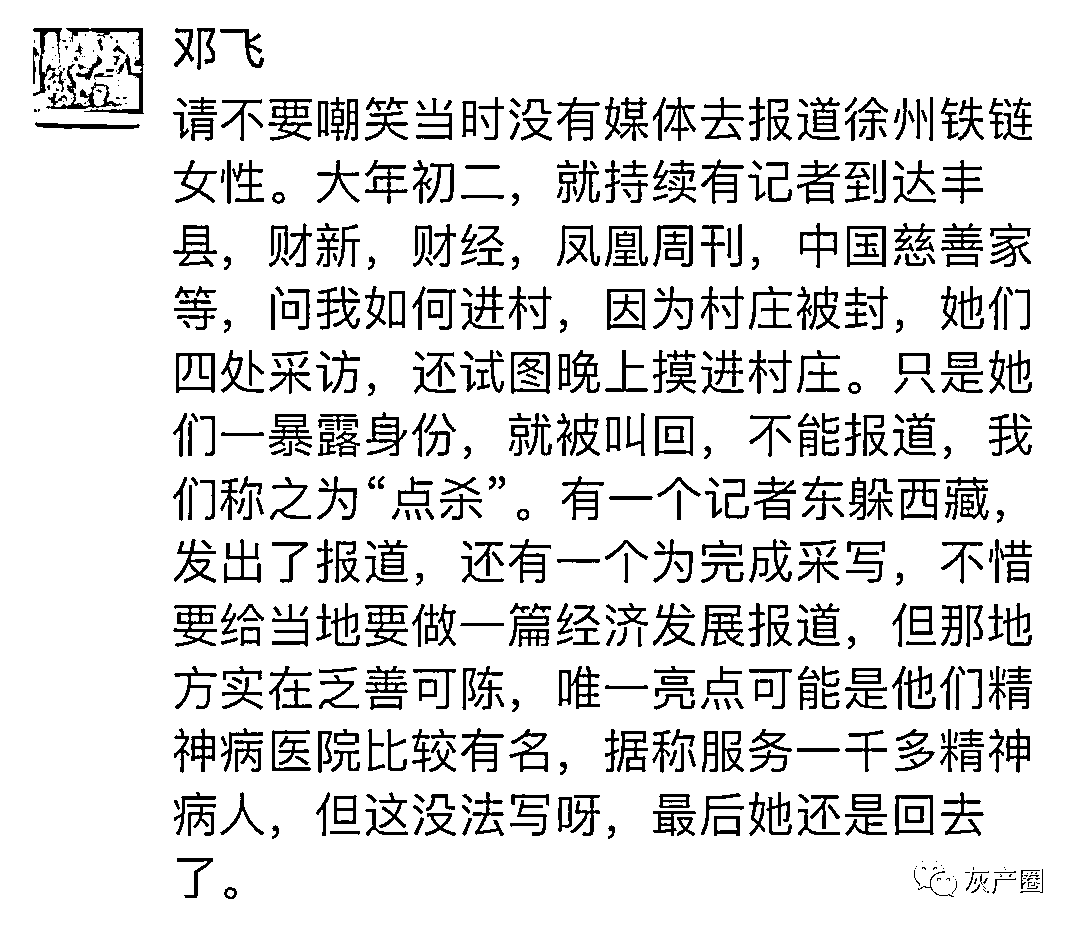 邓飞
请不要嘲笑当时没有媒体去报道徐州铁链
女性。大年初二，就持续有记者到达丰
县，财新，财经，凤凰周刊，中国慈善家
等，问我如何进村，因为村庄被封，她们
四处采访，还试图晚上摸进村庄。只是她
们一暴露身份，就被叫回，不能报道，我
们称之为“点杀”。有一个记者东躲西藏，
发出了报道，还有一个为完成采写，不惜
要给当地要做一篇经济发展报道，但那地
方实在乏善可陈，唯一亮点可能是他们精
神病医院比较有名，据称服务一千多精神
病人，但这没法写呀，最后她还是回去
了。
灰产圈